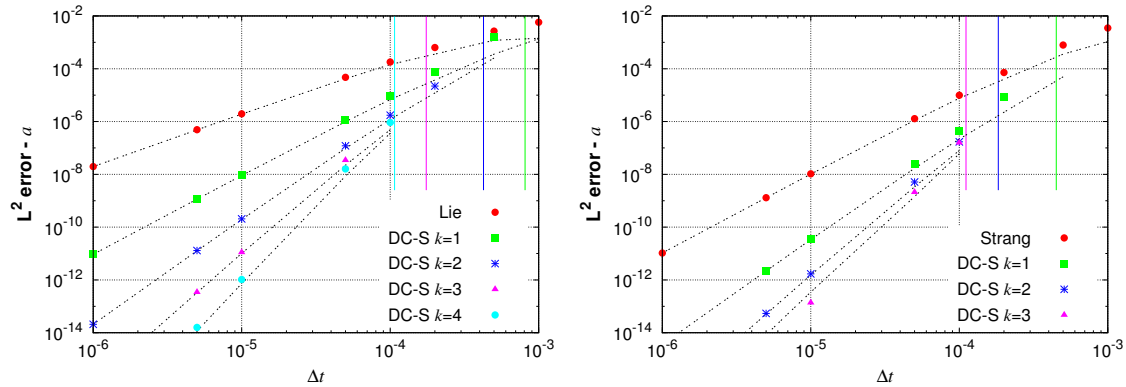 10^-2
10^-4
10^-6
10^-8
10^-10
10^-12
10^-14
L^2 error - a
10^-6
10^-5
10^-4
10^-3
Δt
Lie
DC-S k=1
DC-S k=2
DC-S k=3
DC-S k=4
10^-2
10^-4
10^-6
10^-8
10^-10
10^-12
10^-14
L^2 error - a
10^-6
10^-5
10^-4
10^-3
Δt
Strang
DC-S k=1
DC-S k=2
DC-S k=3